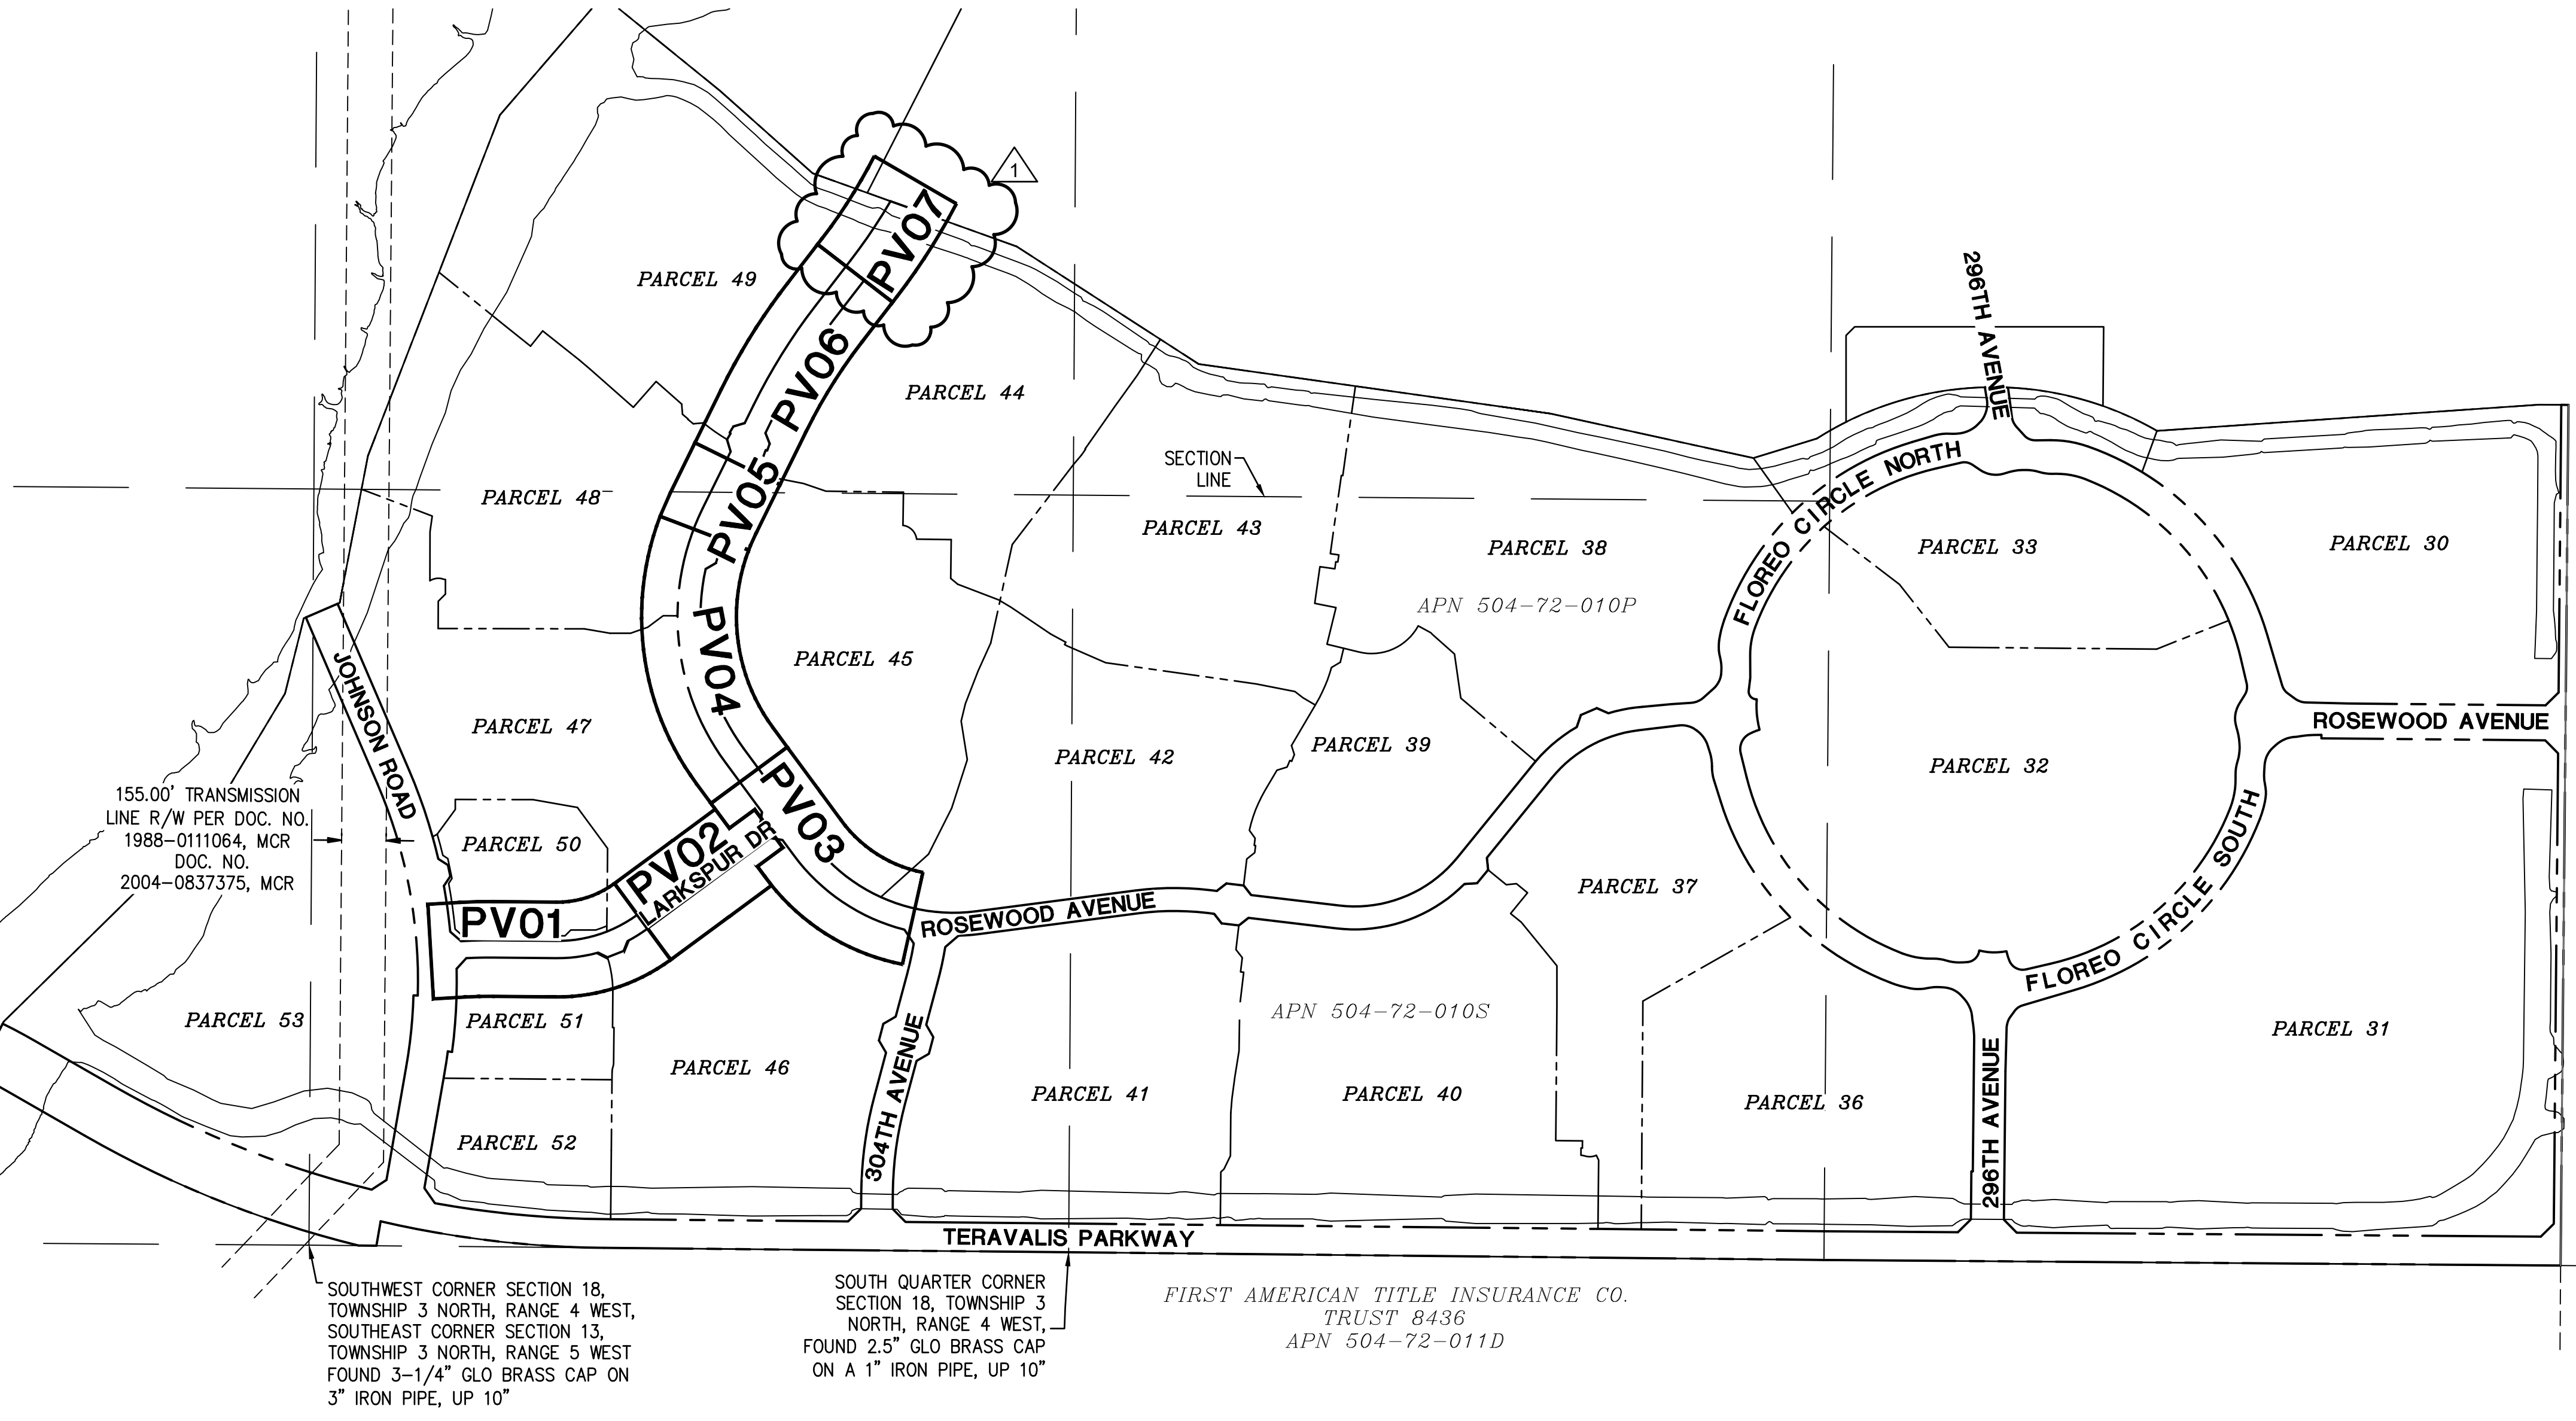 1
PV07
296TH AVENUE
PARCEL 49
PV06
PARCEL 44
SECTION
LINE
FLOREO CIRCLE NORTH
PARCEL 48
PV05
PARCEL 43
PARCEL 38
PARCEL 33
PARCEL 30
APN 504-72-010P
PV04
PARCEL 45
JOHNSON ROAD
PARCEL 47
PARCEL 42
PARCEL 39
PARCEL 32
ROSEWOOD AVENUE
155.00' TRANSMISSION
LINE R/W PER DOC. NO.
1988-0111064, MCR
DOC. NO.
2004-0837375, MCR
PARCEL 50
PV02
LARKSPUR DR
PV03
PARCEL 37
FLOREO CIRCLE SOUTH
PV01
ROSEWOOD AVENUE
PARCEL 53
PARCEL 51
PARCEL 46
304TH AVENUE
APN 504-72-010S
PARCEL 31
PARCEL 41
PARCEL 40
PARCEL 36
296TH AVENUE
PARCEL 52
TERAVALIS PARKWAY
SOUTHWEST CORNER SECTION 18,
TOWNSHIP 3 NORTH, RANGE 4 WEST,
SOUTHEAST CORNER SECTION 13,
TOWNSHIP 3 NORTH, RANGE 5 WEST
FOUND 3-1/4" GLO BRASS CAP ON
3" IRON PIPE, UP 10"
SOUTH QUARTER CORNER
SECTION 18, TOWNSHIP 3
NORTH, RANGE 4 WEST,
FOUND 2.5" GLO BRASS CAP
ON A 1" IRON PIPE, UP 10"
FIRST AMERICAN TITLE INSURANCE CO.
TRUST 8436
APN 504-72-011D